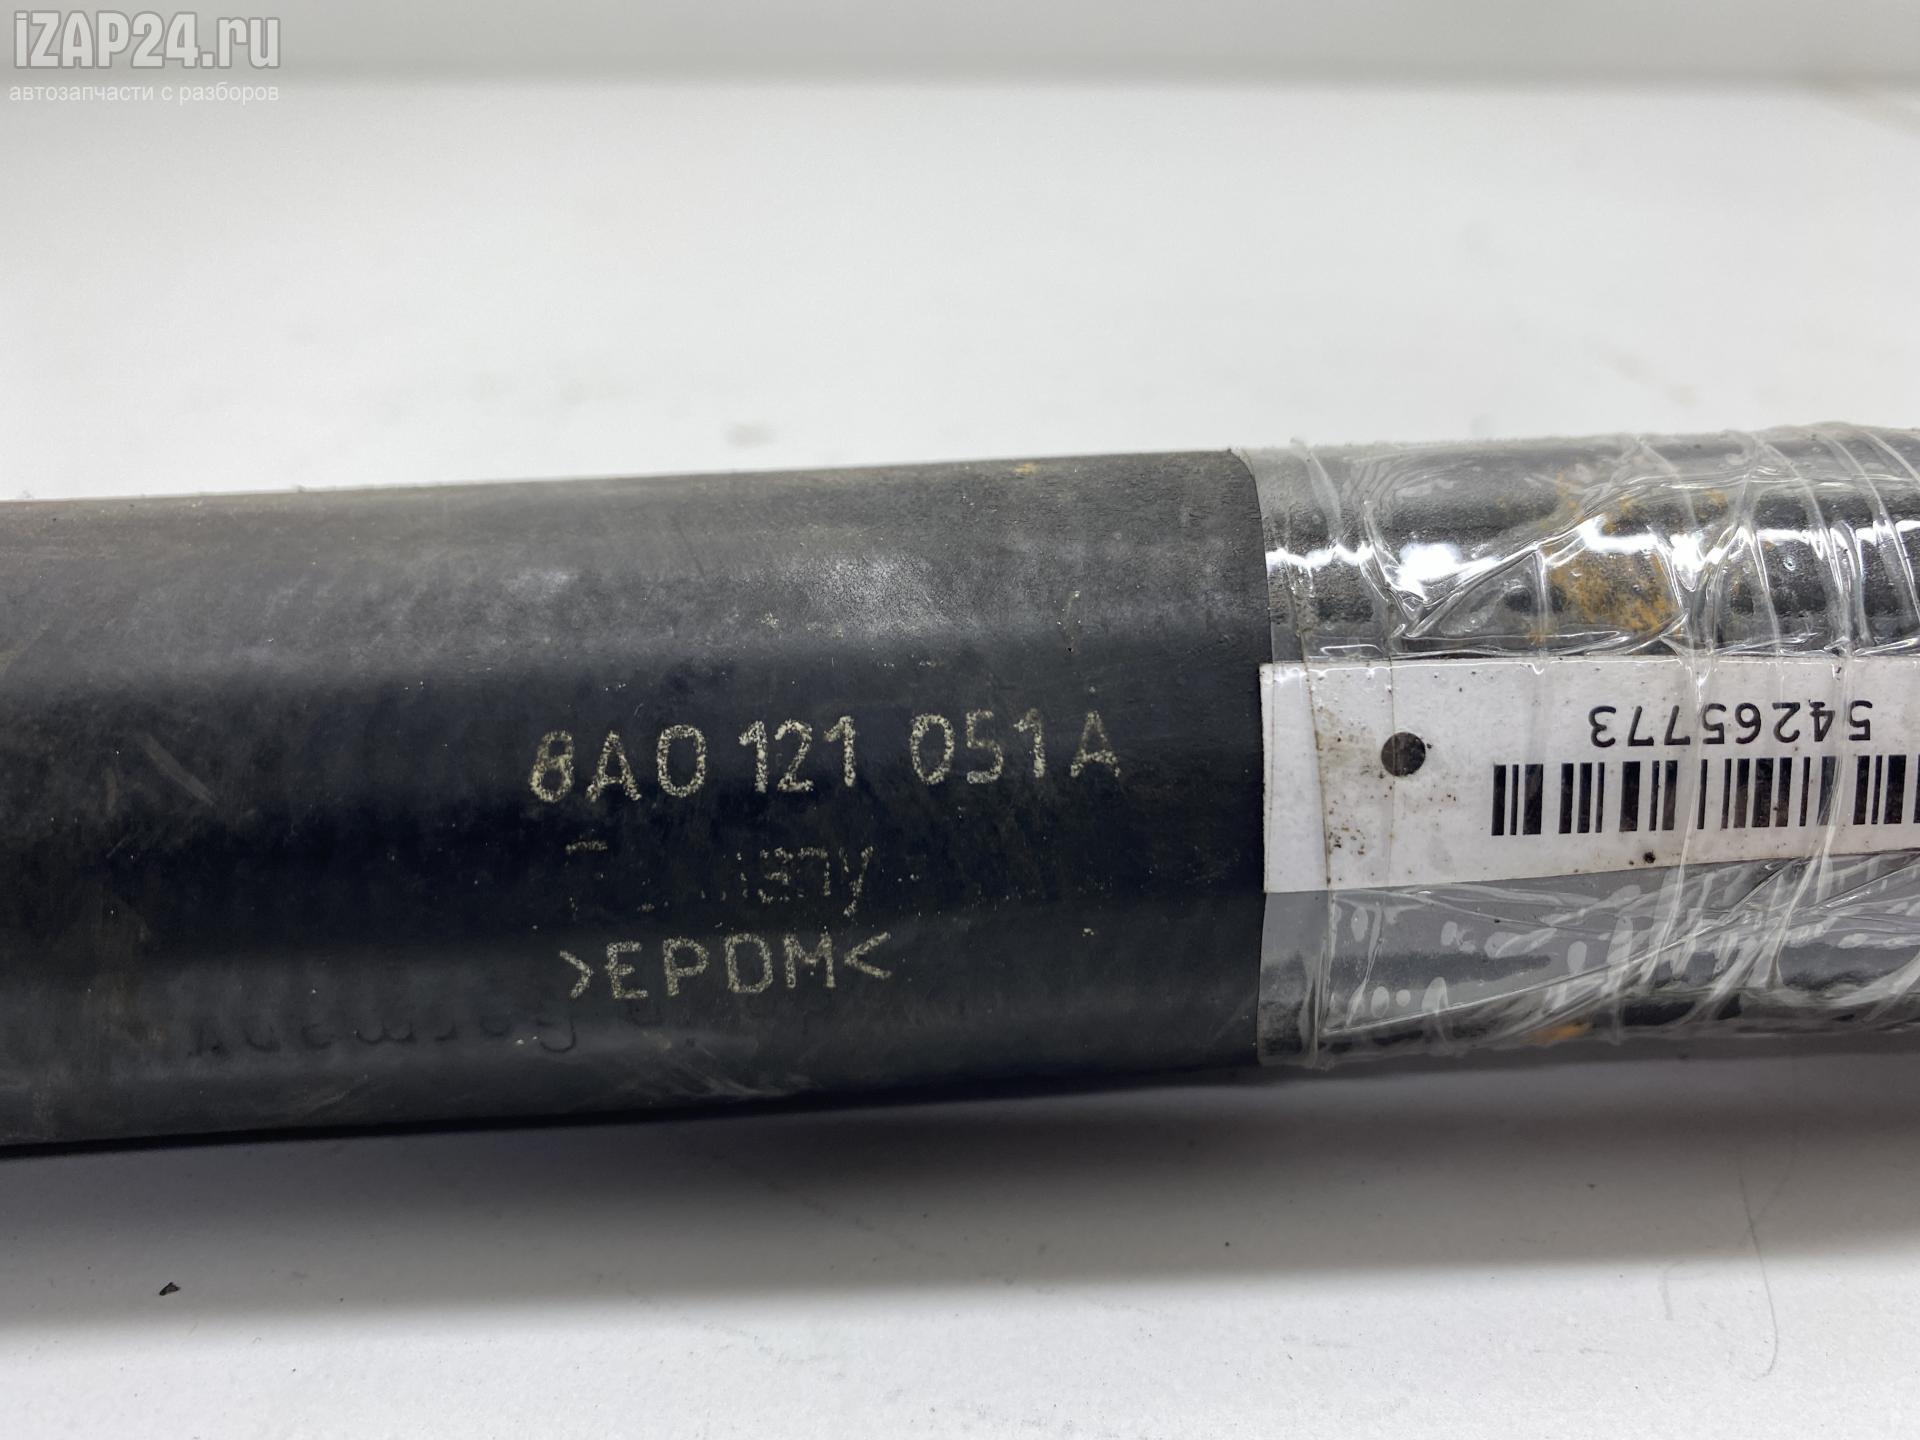 iZAP24.ru
автозапчасти с разборов
8A0 121 051 A
>EPDM<
54265773